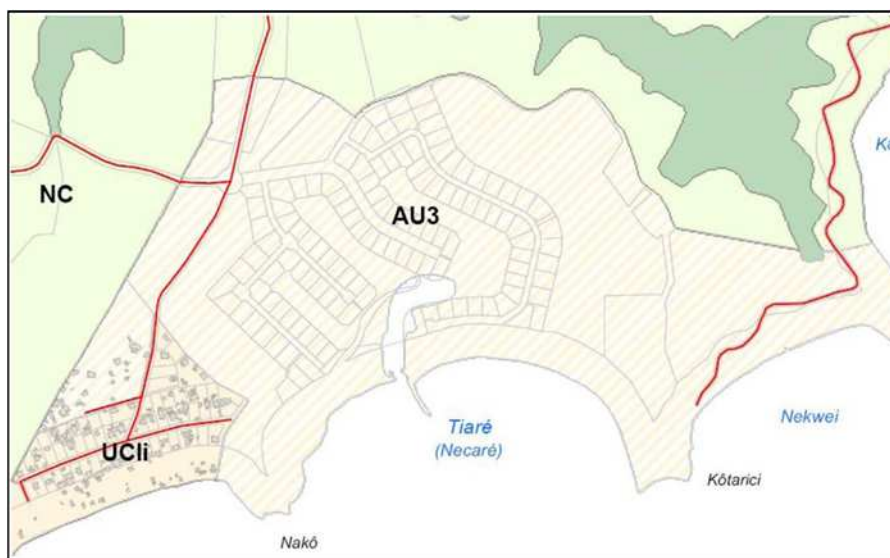 NC
AU3
UCli
Tiaré
(Necaré)
Nekwei
Kôtarici
Nakô